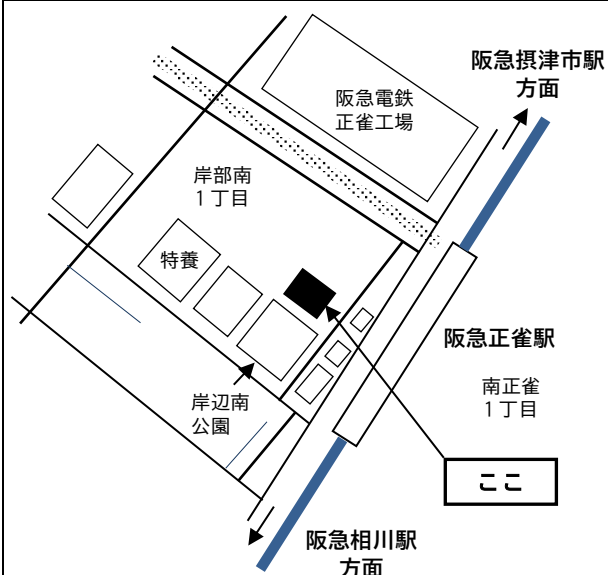 阪急摂津市駅
方面
阪急電鉄
正雀工場
岸部南
１丁目
特養
阪急正雀駅
南正雀
１丁目
岸辺南
公園
ここ
阪急相川駅
方面